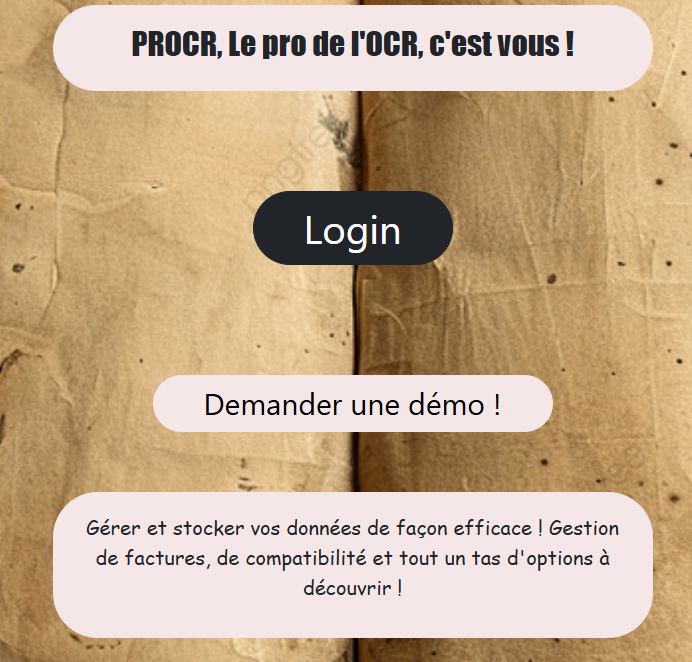 PROCR, Le pro de l'OCR, c'est vous !
Login
Demander une démo !
Gérer et stocker vos données de façon efficace ! Gestion
de factures, de compatibilité et tout un tas d'options à
découvrir !